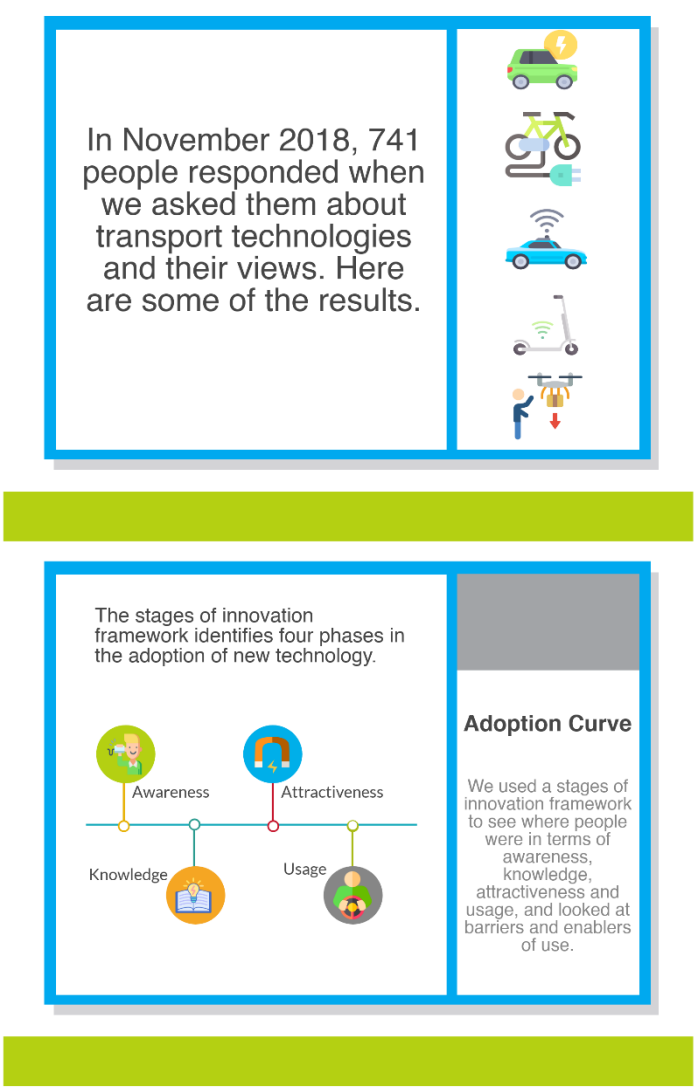 In November 2018, 741
people responded when
we asked them about
transport technologies
and their views. Here
are some of the results.
The stages of innovation
framework identifies four phases in
the adoption of new technology.
Awareness
Attractiveness
Knowledge
Usage
Adoption Curve
We used a stages of
innovation framework
to see where people
were in terms of
awareness,
knowledge,
attractiveness and
usage, and looked at
barriers and enablers
of use.